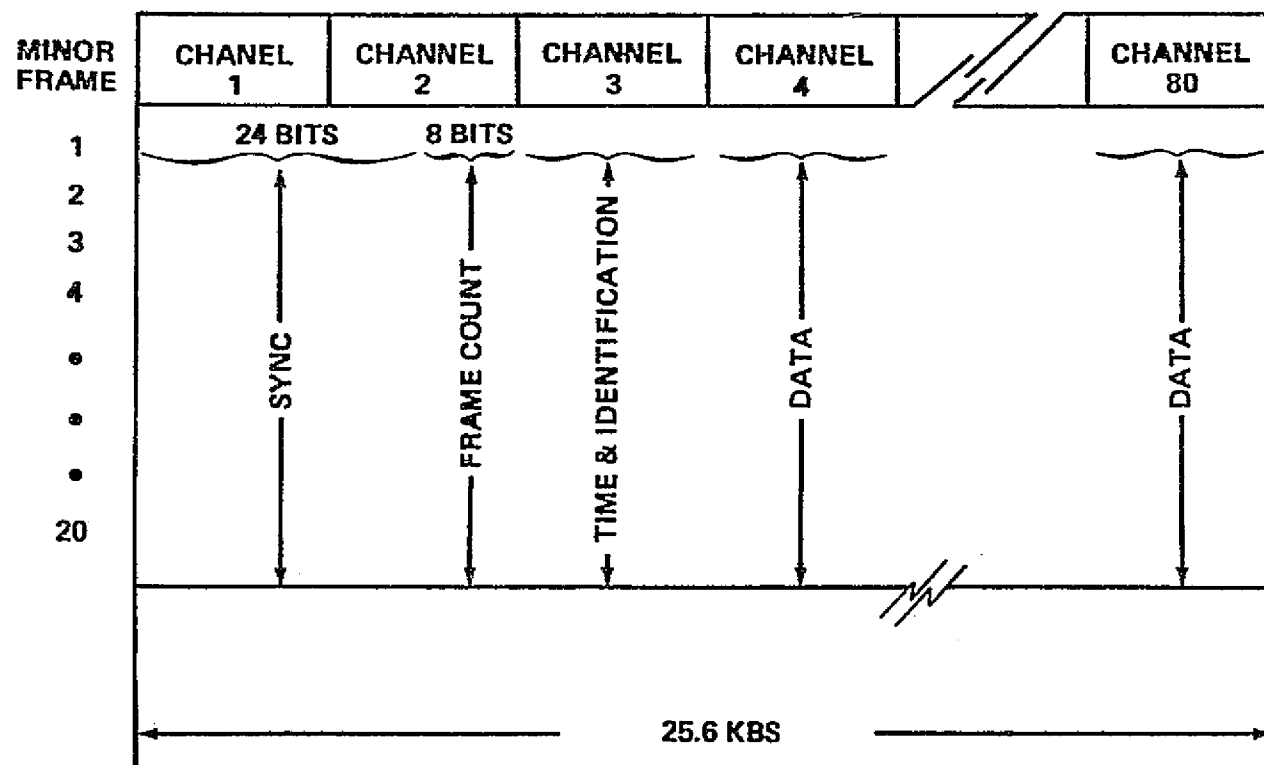 MINOR
FRAME
CHANEL
1
CHANNEL
2
CHANNEL
3
CHANNEL
4
CHANNEL
80
1
24 BITS
8 BITS
2
3
4
20
SYNC
FRAME COUNT
TIME & IDENTIFICATION
DATA
DATA
25.6 KBS